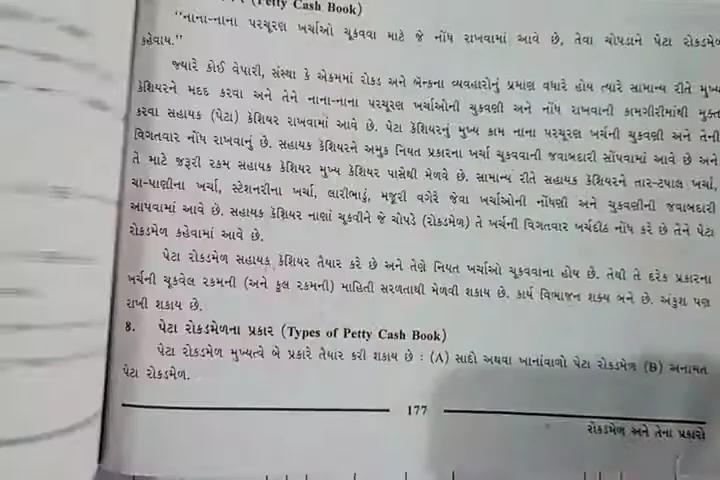 (Petty Cash Book)
"નાના-નાના પરચૂરણ ખર્ચાઓ ચૂકવવા માટે જે નોંધ રાખવામાં આવે છે, તેવા ચોપડાને પેટા રોકડમેળ
કહેવાય."
જ્યારે કોઈ વેપારી, સંસ્થા કે એકમમાં રોકડ અને બૅન્કના વ્યવહારોનું પ્રમાણ વધારે હોય ત્યારે સામાન્ય રીતે મુખ્ય
કેશિયરને મદદ કરવા અને તેને નાના-નાના પરચૂરણ ખર્ચાઓની ચુકવણી અને નોંધ રાખવાની કામગીરીમાંથી મુક્ત
કરવા સહાયક (પેટા) કેશિયર રાખવામાં આવે છે. પેટા કેશિયરનું મુખ્ય કામ નાના પરચૂરણ ખર્ચની ચુકવણી અને તેની
વિગતવાર નોંધ રાખવાનું છે. સહાયક કેશિયરને અમુક નિયત પ્રકારના ખર્ચા ચૂકવવાની જવાબદારી સોંપવામાં આવે છે અને
તે માટે જરૂરી રકમ સહાયક કેશિયર મુખ્ય કેશિયર પાસેથી મેળવે છે. સામાન્ય રીતે સહાયક કેશિયરને તાર-ટપાલ ખર્ચા,
ચા-પાણીના ખર્ચા, સ્ટેશનરીના ખર્ચા, લારીભાડું, મજૂરી વગેરે જેવા ખર્ચાઓની નોંધણી અને ચુકવણીની જવાબદારી
આપવામાં આવે છે. સહાયક કેશિયર નાણાં ચૂકવીને જે ચોપડે (રોકડમેળ) તે ખર્ચની વિગતવાર ખર્ચદીઠ નોંધ કરે છે તેને પેટા
રોકડમેળ કહેવામાં આવે છે.
પેટા રોકડમેળ સહાયક કેશિયર તૈયાર કરે છે અને તેણે નિયત ખર્ચાઓ ચૂકવવાના હોય છે. તેથી તે દરેક પ્રકારના
ખર્ચની ચૂકવેલ રકમની (અને કુલ રકમની) માહિતી સરળતાથી મેળવી શકાય છે. કાર્ય વિભાજન શક્ય બને છે. અંકુશ પણ
રાખી શકાય છે.
8. પેટા રોકડમેળના પ્રકાર (Types of Petty Cash Book)
પેટા રોકડમેળ મુખ્યત્વે બે પ્રકારે તૈયાર કરી શકાય છે : (A) સાદો અથવા ખાનાંવાળો પેટા રોકડમેળ (B) અનામત
પેટા રોકડમેળ.
177
રોકડમેળ અને તેના પ્રકારો